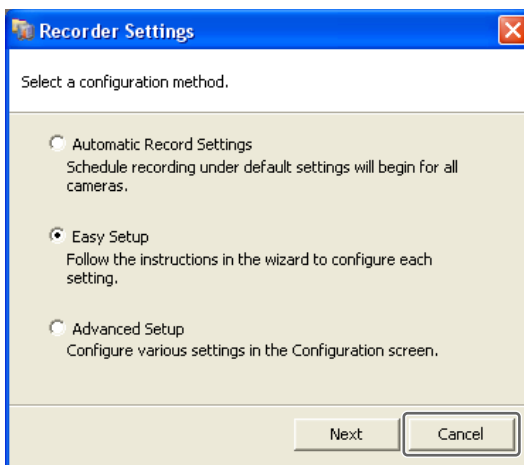 Recorder Settings
Select a configuration method.
Automatic Record Settings
Schedule recording under default settings will begin for all
cameras.
Easy Setup
Follow the instructions in the wizard to configure each
setting.
Advanced Setup
Configure various settings in the Configuration screen.
Next
Cancel